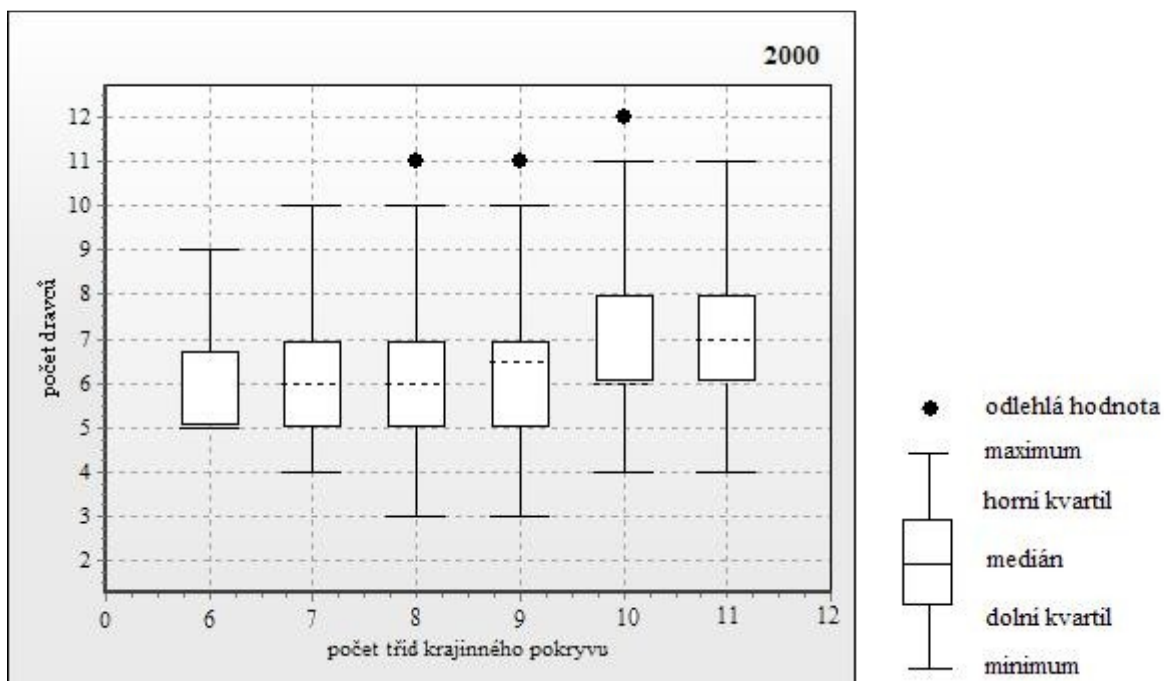 2000
12
11
10
9
8
7
6
5
4
3
2
počet dravců
0 6 7 8 9 10 11 12
počet tříd krajinného pokryvu
odlehlá hodnota
maximum
horní kvartil
medián
dolní kvartil
minimum